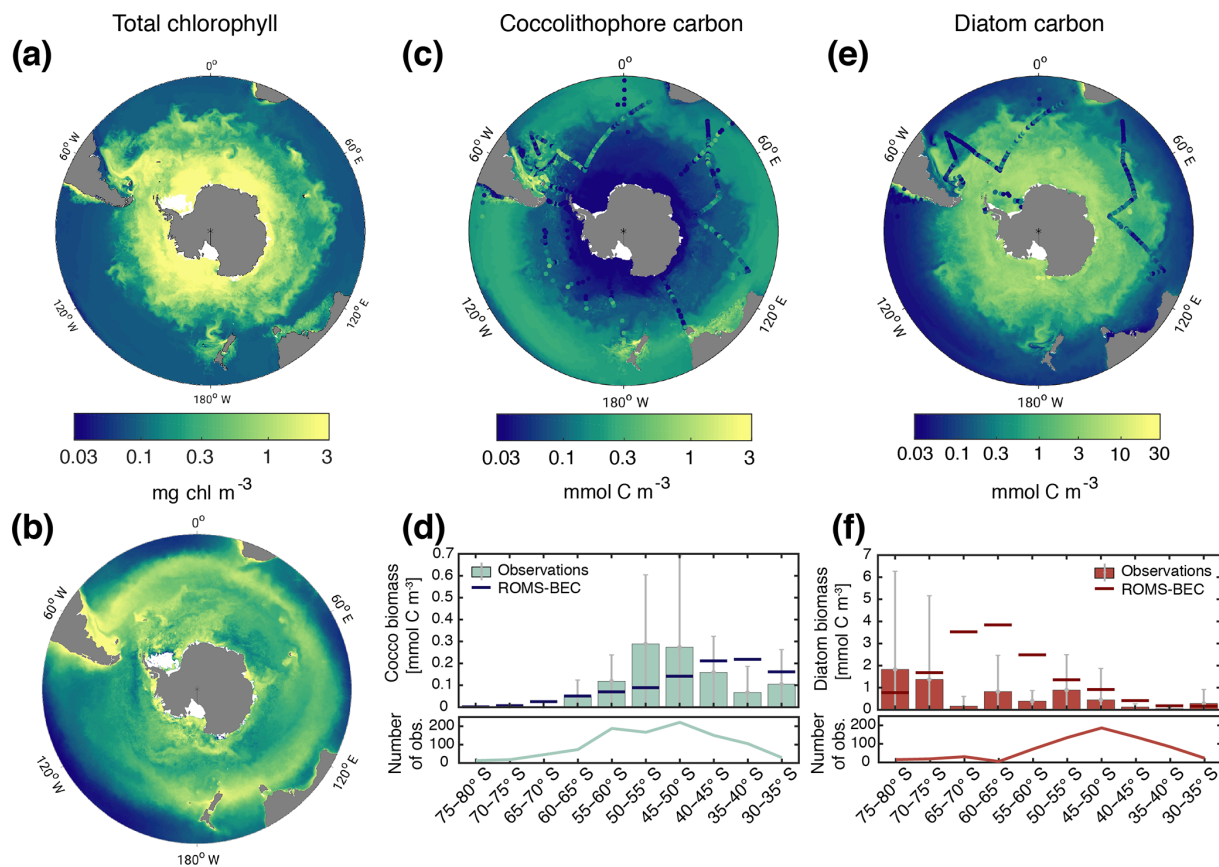 Total chlorophyll
(a)
0°
60° W
60° E
120° W
120° E
180° W
0.03 0.1 0.3 1 3
mg chl m-3
Coccolithophore carbon
(c)
0°
60° W
60° E
120° W
120° E
180° W
0.03 0.1 0.3 1 3
mmol C m-3
Diatom carbon
(e)
0°
60° W
60° E
120° W
120° E
180° W
0.03 0.1 0.3 1 3 10 30
mmol C m-3
(b)
0°
60° W
60° E
120° W
120° E
180° W
(d)
Cocco biomass
[mmol C m-3]
0.7
0.6
0.5
0.4
0.3
0.2
0.1
0
Observations
ROMS-BEC
Number
of obs.
200
100
0
75–80° S
70–75° S
65–70° S
60–65° S
55–60° S
50–55° S
45–50° S
40–45° S
35–40° S
30–35° S
(f)
Diatom biomass
[mmol C m-3]
7
6
5
4
3
2
1
0
Observations
ROMS-BEC
Number
of obs.
200
100
0
75–80° S
70–75° S
65–70° S
60–65° S
55–60° S
50–55° S
45–50° S
40–45° S
35–40° S
30–35° S